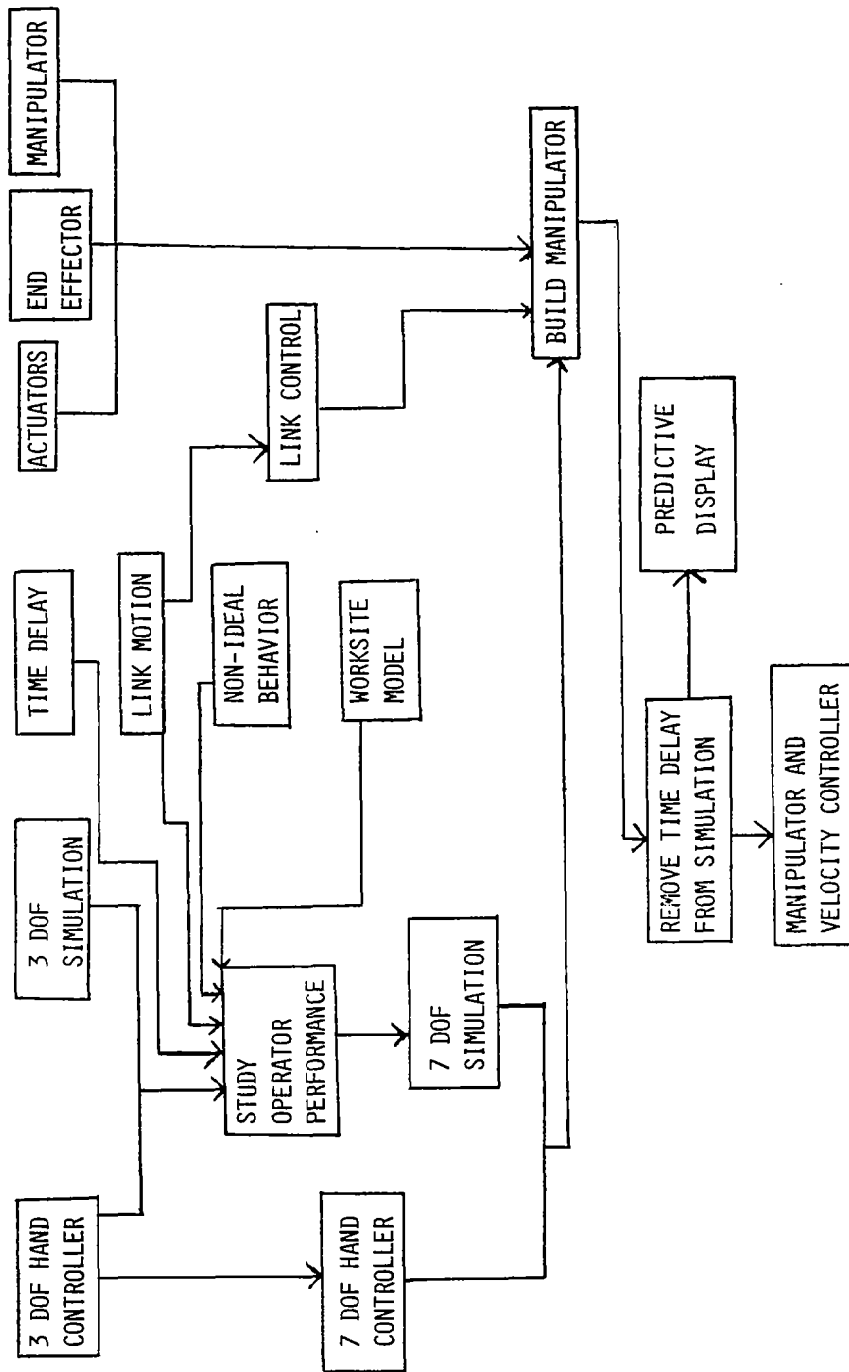 3 DOF HAND
CONTROLLER
3 DOF
SIMULATION
TIME DELAY
ACTUATORS
END
EFFECTOR
MANIPULATOR
LINK MOTION
NON-IDEAL
BEHAVIOR
LINK CONTROL
STUDY
OPERATOR
PERFORMANCE
WORKSITE
MODEL
7 DOF HAND
CONTROLLER
7 DOF
SIMULATION
BUILD MANIPULATOR
REMOVE TIME DELAY
FROM SIMULATION
PREDICTIVE
DISPLAY
MANIPULATOR AND
VELOCITY CONTROLLER